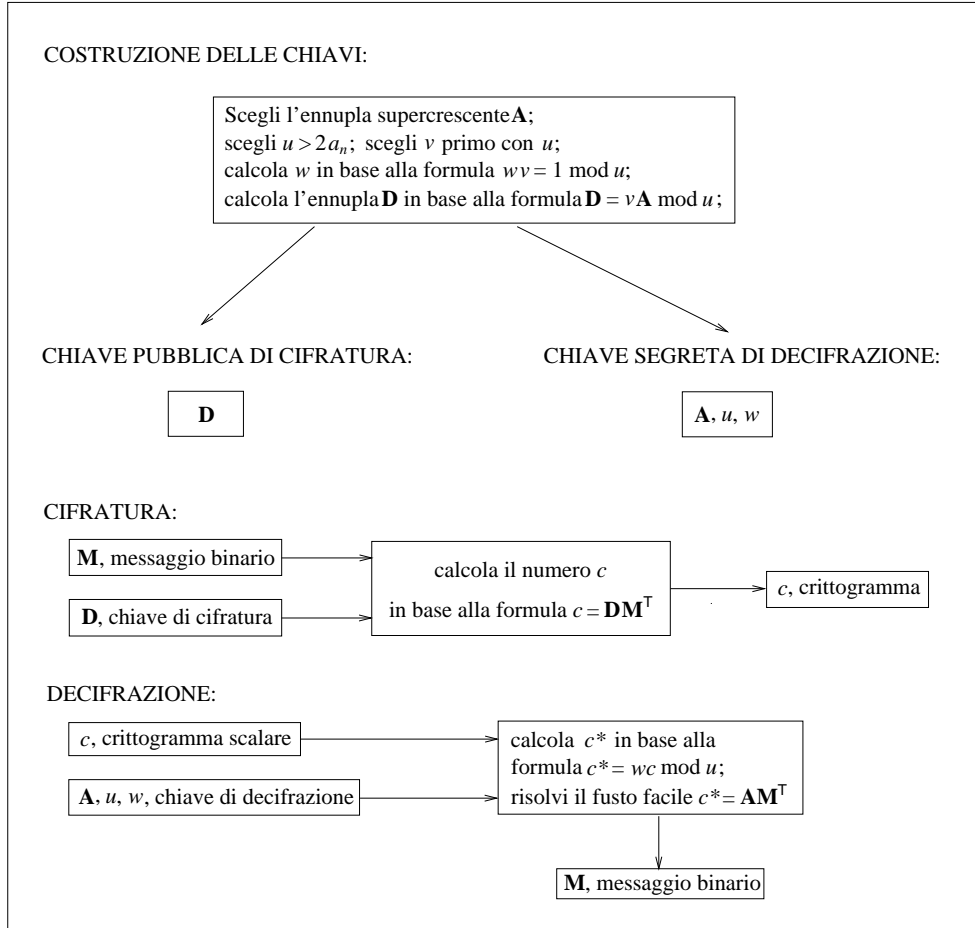 COSTRUZIONE DELLE CHIAVI:
Scegli l'ennupla supercrescente A;
scegli u > 2aₙ; scegli v primo con u;
calcola w in base alla formula wv = 1 mod u;
calcola l'ennupla D in base alla formula D = vA mod u;
CHIAVE PUBBLICA DI CIFRATURA:
CHIAVE SEGRETA DI DECIFRAZIONE:
D
A, u, w
CIFRATURA:
M, messaggio binario
D, chiave di cifratura
calcola il numero c
in base alla formula c = DMᵀ
c, crittogramma
DECIFRAZIONE:
c, crittogramma scalare
A, u, w, chiave di decifrazione
calcola c* in base alla
formula c* = wc mod u;
risolvi il fusto facile c* = AMᵀ
M, messaggio binario